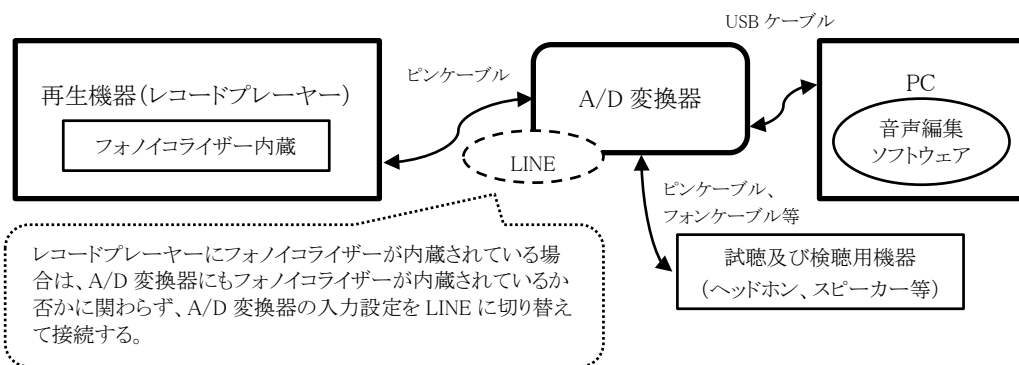 USB ケーブル
再生機器(レコードプレーヤー)
フォノイコライザー内蔵
ピンケーブル
A/D 変換器
LINE
PC
音声編集
ソフトウェア
ピンケーブル、
フォンケーブル等
試聴及び検聴用機器
(ヘッドホン、スピーカー等)
レコードプレーヤーにフォノイコライザーが内蔵されている場
合は、A/D 変換器にもフォノイコライザーが内蔵されているか
否かに関わらず、A/D 変換器の入力設定を LINE に切り替え
て接続する。